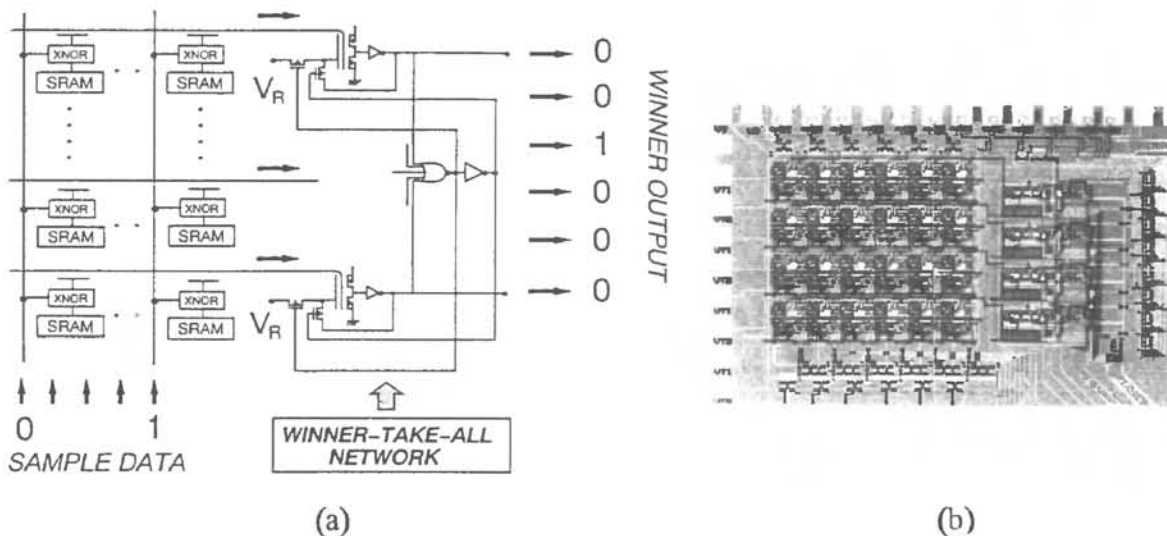 XNOR
XNOR
SRAM
SRAM
V_R
XNOR
XNOR
SRAM
SRAM
XNOR
XNOR
SRAM
SRAM
V_R
0
1
SAMPLE DATA
WINNER-TAKE-ALL
NETWORK
0
0
1
0
0
0
WINNER OUTPUT
(a)
(b)